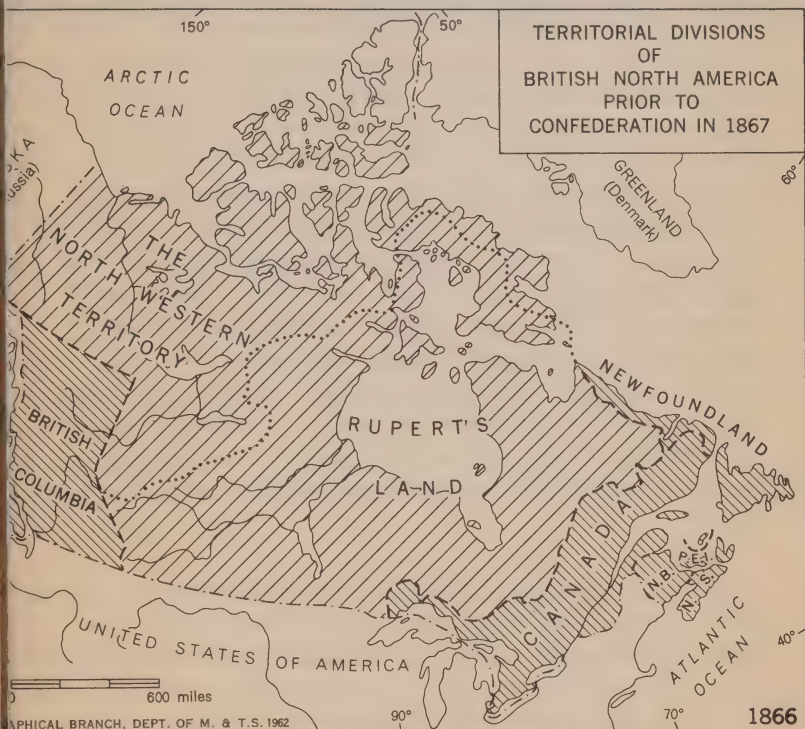 150°
50°
TERRITORIAL DIVISIONS
OF
BRITISH NORTH AMERICA
PRIOR TO
CONFEDERATION IN 1867
ARCTIC
OCEAN
60°
GREENLAND
(Denmark)
THE
NORTH WESTERN
TERRITORY
NEWFOUNDLAND
RUPERT'S
LAND
BRITISH
COLUMBIA
CANADA
P.E.I.
N.B.
N.S.
UNITED STATES OF AMERICA
ATLANTIC
OCEAN
40°
600 miles
APHICAL BRANCH, DEPT. OF M. & T.S. 1962
90°
70°
1866